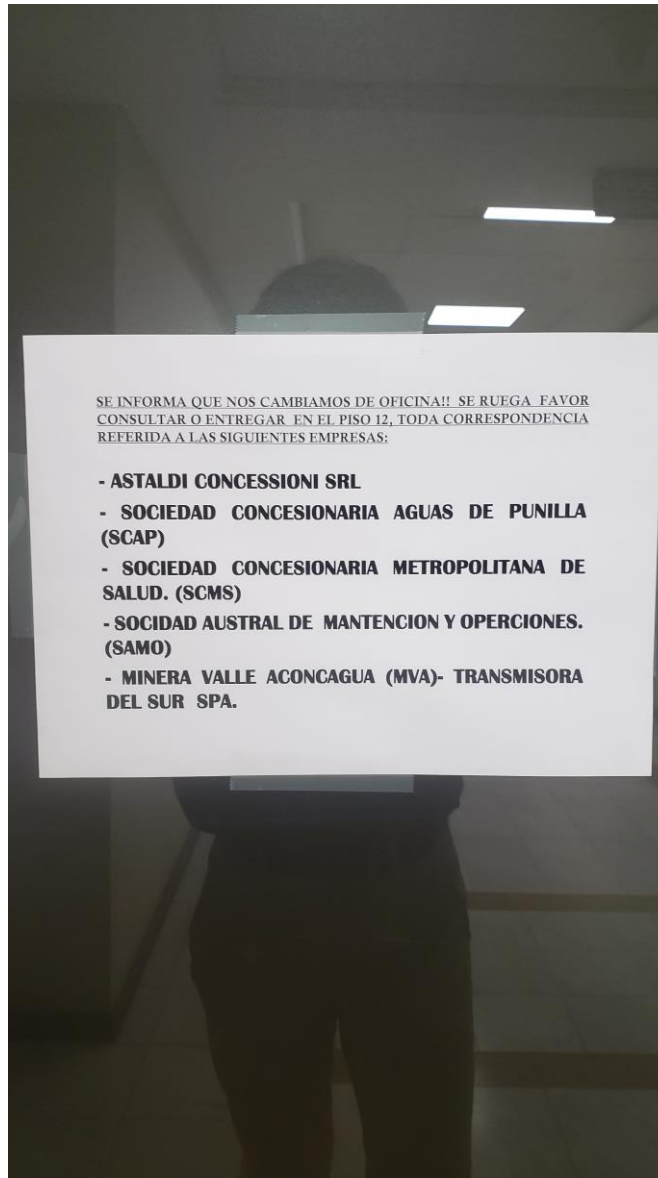 SE INFORMA QUE NOS CAMBIAMOS DE OFICINA!! SE RUEGA FAVOR
CONSULTAR O ENTREGAR EN EL PISO 12, TODA CORRESPONDENCIA
REFERIDA A LAS SIGUIENTES EMPRESAS:
- ASTALDI CONCESSIONI SRL
- SOCIEDAD CONCESIONARIA AGUAS DE PUNILLA
(SCAP)
- SOCIEDAD CONCESIONARIA METROPOLITANA DE
SALUD. (SCMS)
- SOCIDAD AUSTRAL DE MANTENCION Y OPERCIONES.
(SAMO)
- MINERA VALLE ACONCAGUA (MVA)- TRANSMISORA
DEL SUR SPA.